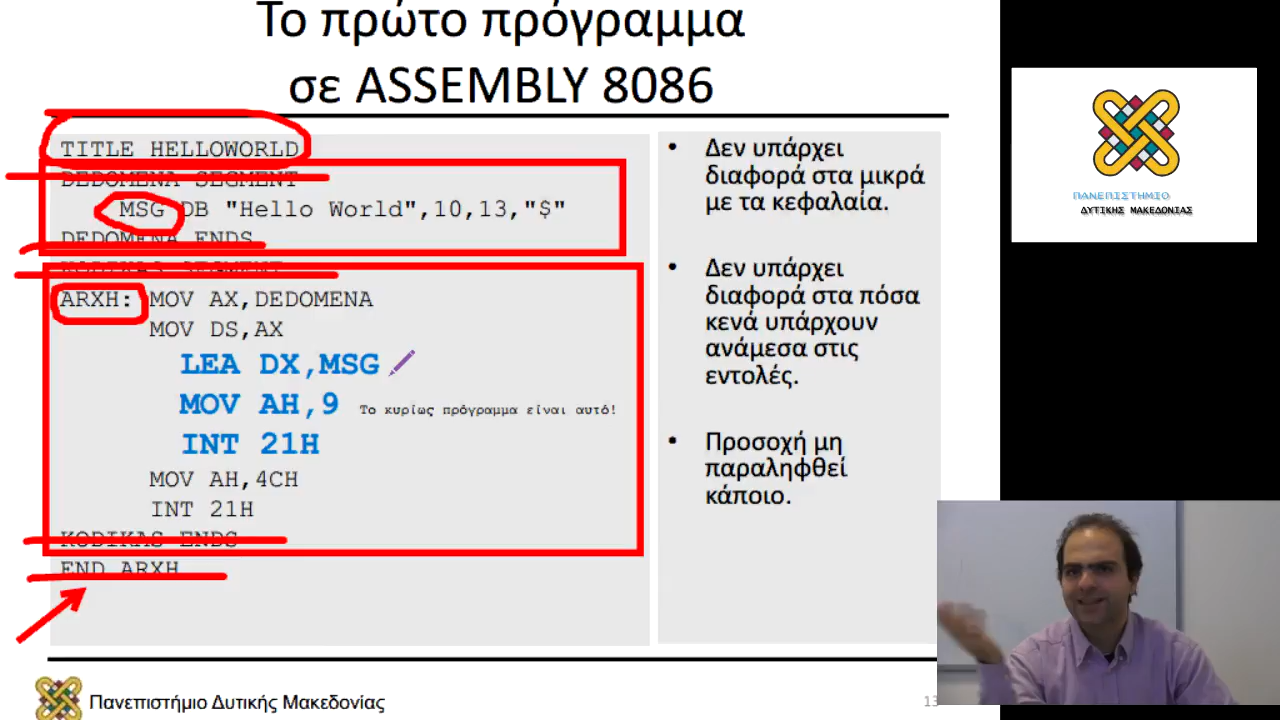 Το πρώτο πρόγραμμα
σε ASSEMBLY 8086
TITLE HELLOWORLD
DEDOMENA SEGMENT
MSG DB "Hello World",10,13,"$"
DEDOMENA ENDS
KODIKAS SEGMENT
ARXH: MOV AX,DEDOMENA
MOV DS,AX
LEA DX,MSG
MOV AH,9 Το κυρίως πρόγραμμα είναι αυτό!
INT 21H
MOV AH,4CH
INT 21H
KODIKAS ENDS
END ARXH
• Δεν υπάρχει
διαφορά στα μικρά
με τα κεφαλαία.
• Δεν υπάρχει
διαφορά στα πόσα
κενά υπάρχουν
ανάμεσα στις
εντολές.
• Προσοχή μη
παραληφθεί
κάποιο.
ΠΑΝΕΠΙΣΤΗΜΙΟ
ΔΥΤΙΚΗΣ ΜΑΚΕΔΟΝΙΑΣ
Πανεπιστήμιο Δυτικής Μακεδονίας
13